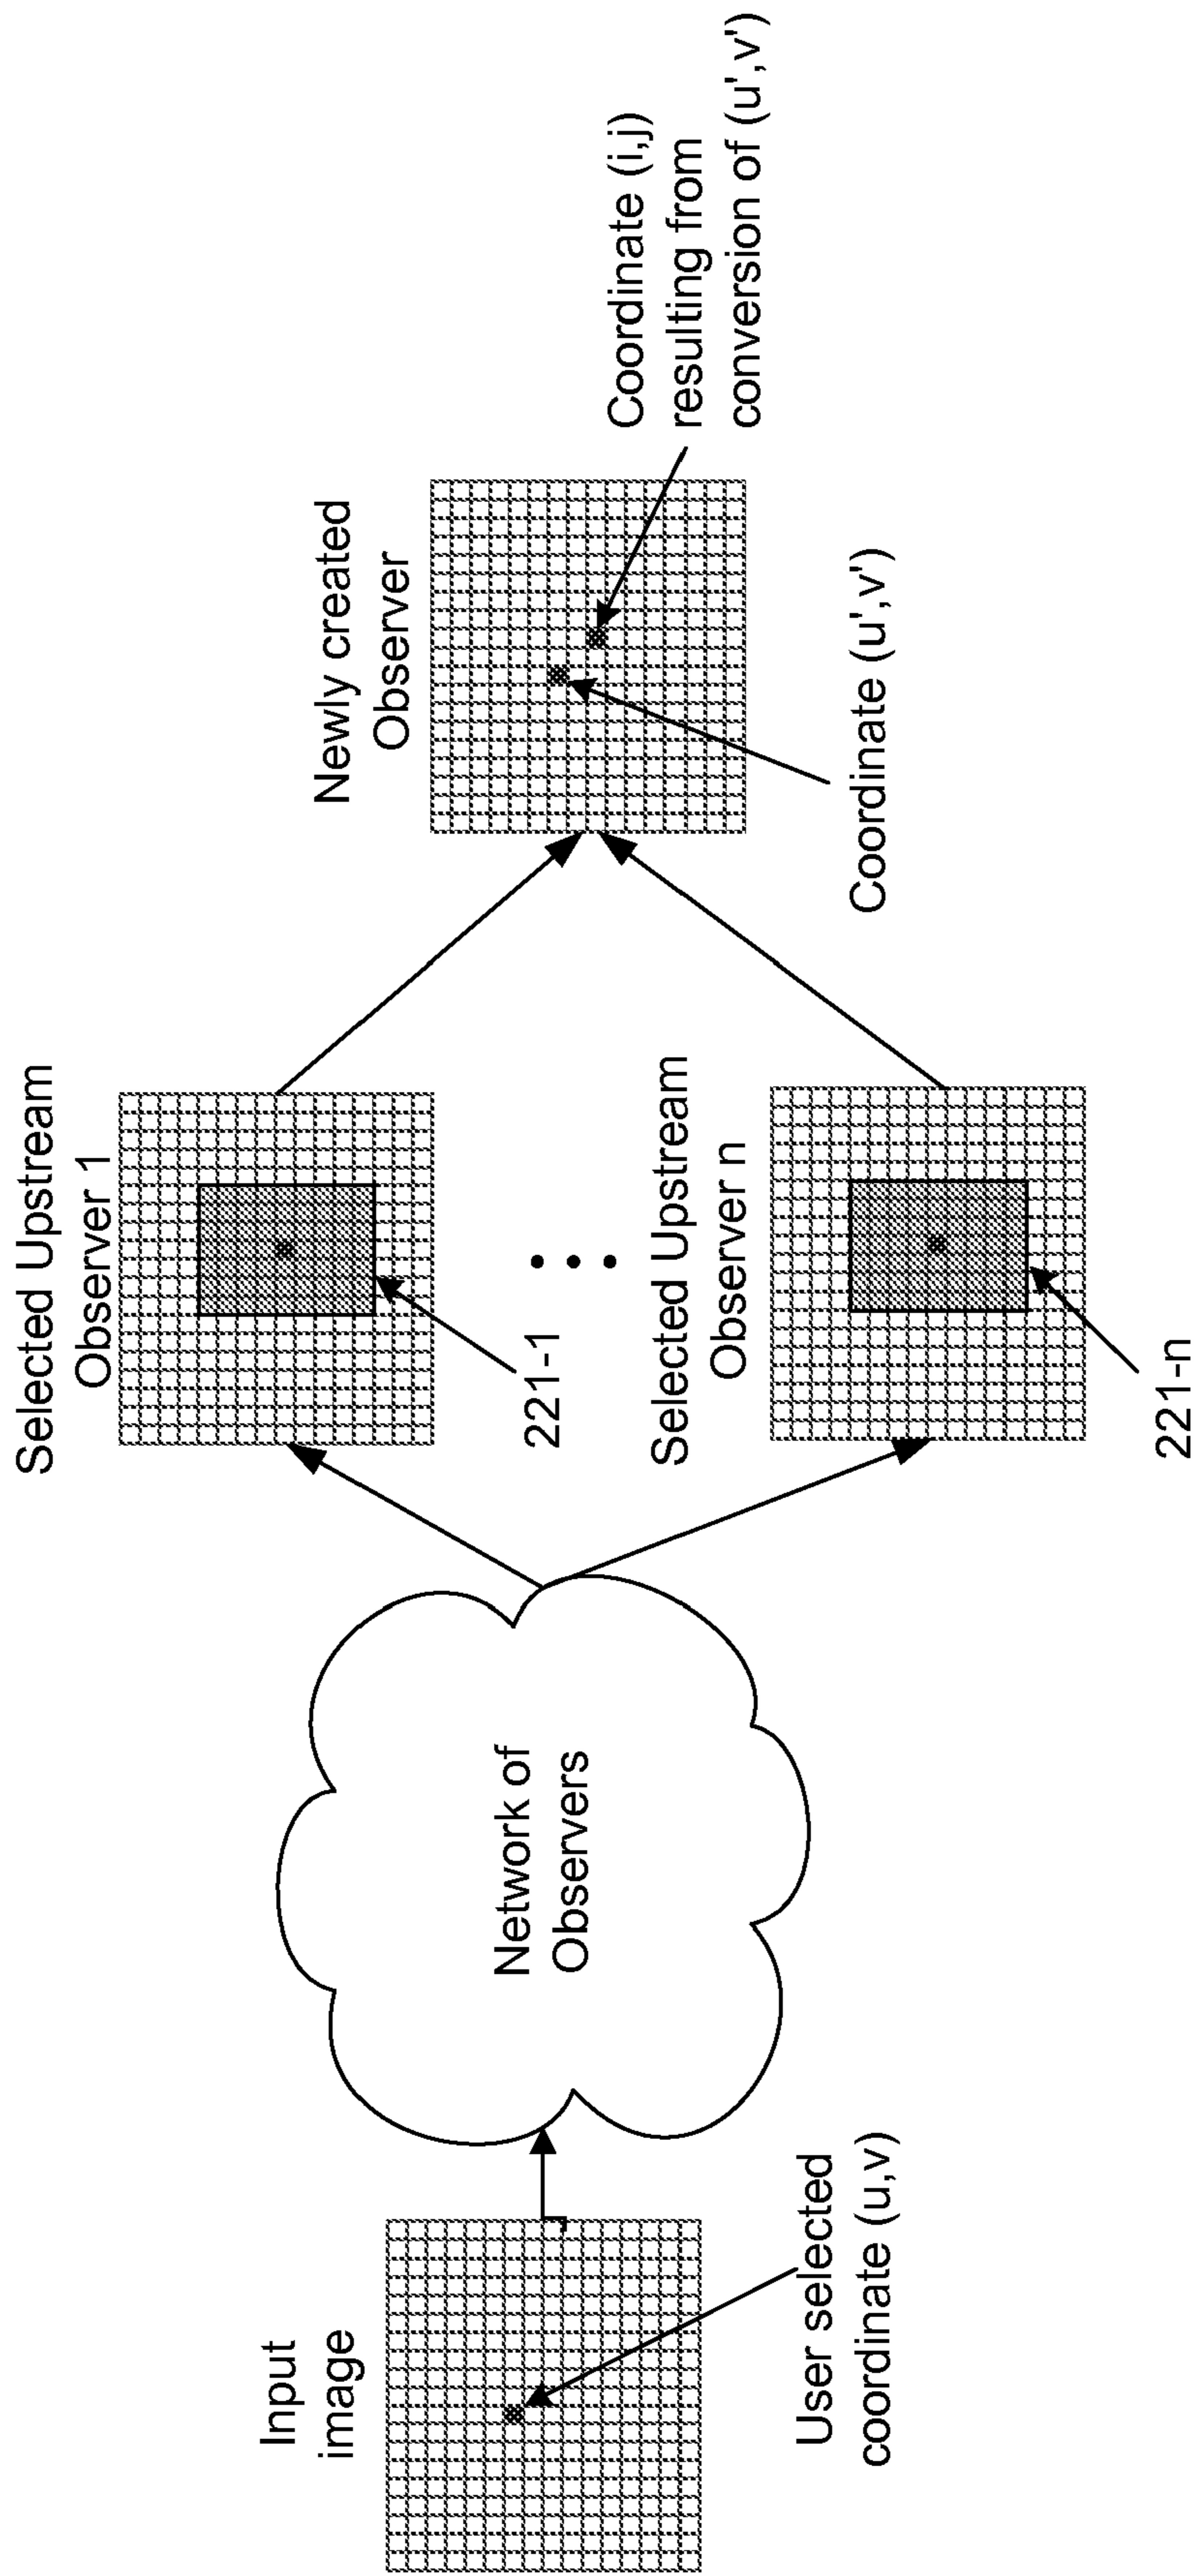 Input
image
User selected
coordinate (u,v)
Network of
Observers
Selected Upstream
Observer 1
221-1
Selected Upstream
Observer n
221-n
Newly created
Observer
Coordinate (u',v')
Coordinate (i,j)
resulting from
conversion of (u',v')